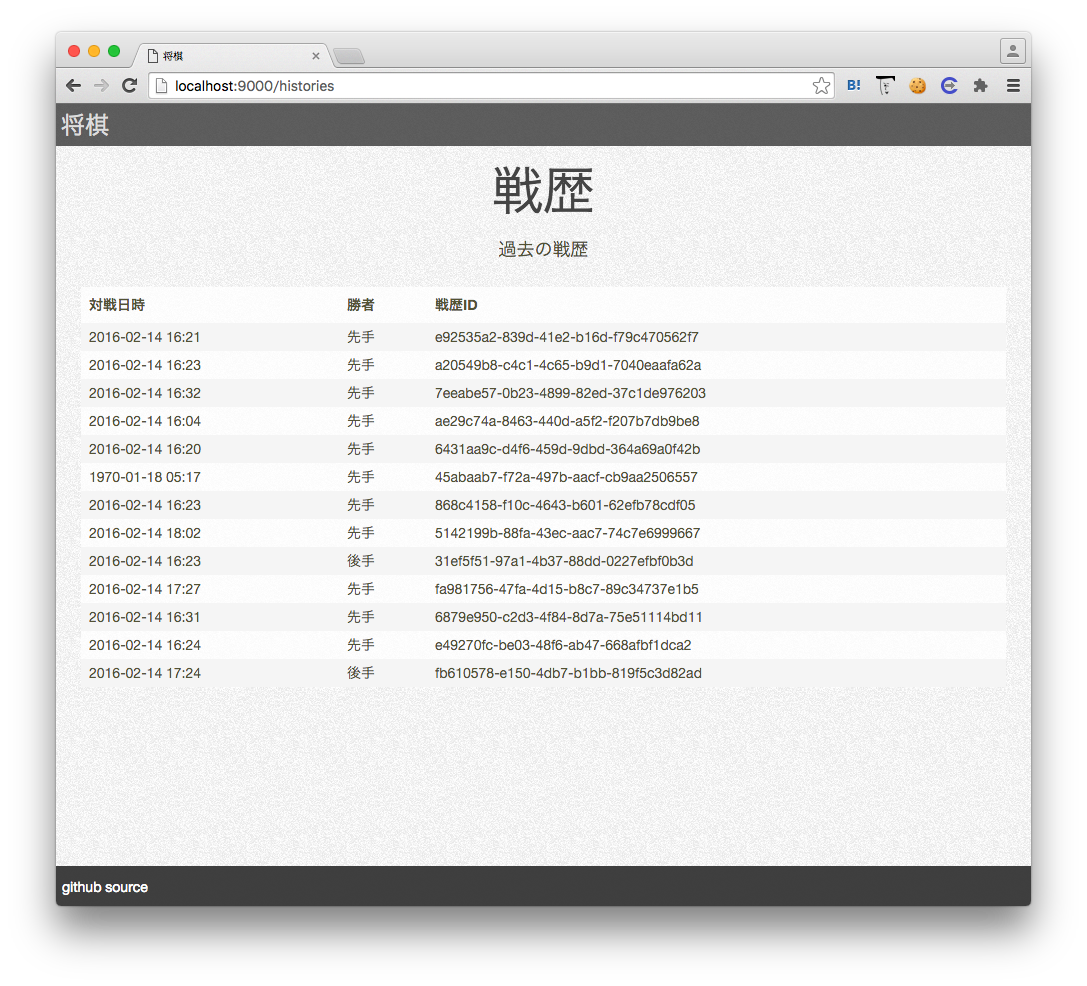 将棋
localhost:9000/histories
B!
将棋
戦歴
過去の戦歴
対戦日時 勝者 戦歴ID
2016-02-14 16:21 先手 e92535a2-839d-41e2-b16d-f79c470562f7
2016-02-14 16:23 先手 a20549b8-c4c1-4c65-b9d1-7040eaafa62a
2016-02-14 16:32 先手 7eeabe57-0b23-4899-82ed-37c1de976203
2016-02-14 16:04 先手 ae29c74a-8463-440d-a5f2-f207b7db9be8
2016-02-14 16:20 先手 6431aa9c-d4f6-459d-9dbd-364a69a0f42b
1970-01-18 05:17 先手 45abaab7-f72a-497b-aacf-cb9aa2506557
2016-02-14 16:23 先手 868c4158-f10c-4643-b601-62efb78cdf05
2016-02-14 18:02 先手 5142199b-88fa-43ec-aac7-74c7e6999667
2016-02-14 16:23 後手 31ef5f51-97a1-4b37-88dd-0227efbf0b3d
2016-02-14 17:27 先手 fa981756-47fa-4d15-b8c7-89c34737e1b5
2016-02-14 16:31 先手 6879e950-c2d3-4f84-8d7a-75e51114bd11
2016-02-14 16:24 先手 e49270fc-be03-48f6-ab47-668afbf1dca2
2016-02-14 17:24 後手 fb610578-e150-4db7-b1bb-819f5c3d82ad
github source